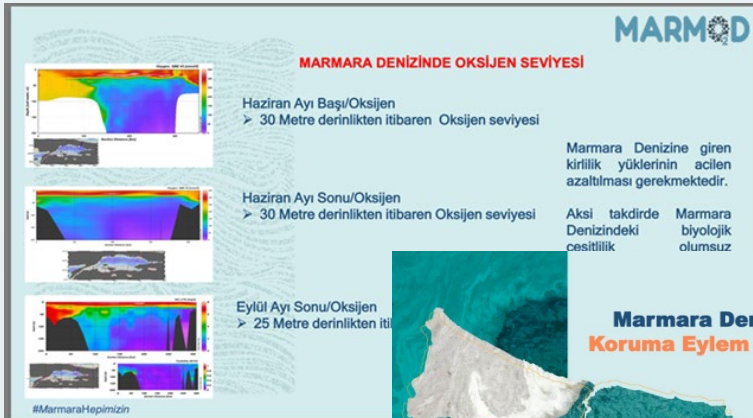 MARMOD
MARMARA DENİZİNDE OKSİJEN SEVİYESİ
Haziran Ayı Başı/Oksijen
➢ 30 Metre derinlikten itibaren Oksijen seviyesi
Haziran Ayı Sonu/Oksijen
➢ 30 Metre derinlikten itibaren Oksijen seviyesi
Eylül Ayı Sonu/Oksijen
➢ 25 Metre derinlikten
Marmara Denizine giren
kirlilik yüklerinin acilen
azaltılması gerekmektedir.
Aksi takdirde Marmara
Denizindeki biyolojik
çeşitlilik olumsuz
Marmara Den
Koruma Eylem
#MarmaraHepimizin